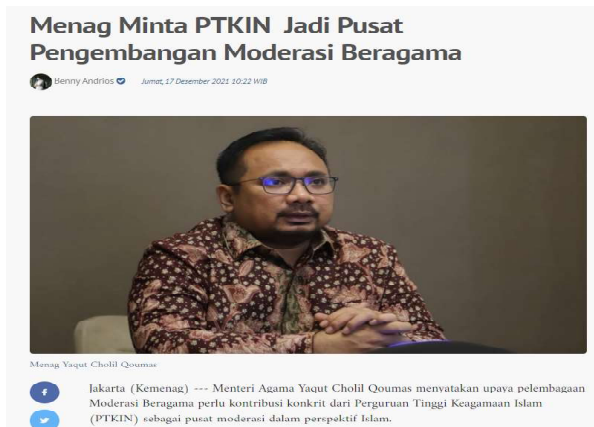 Menag Minta PTKIN Jadi Pusat
Pengembangan Moderasi Beragama
Benny Andrios Jumat, 17 Desember 2021 10:22 WIB
Menag Yaqut Cholil Qoumas
Jakarta (Kemenag) --- Menteri Agama Yaqut Cholil Qoumas menyatakan upaya pelembagaan
Moderasi Beragama perlu kontribusi konkrit dari Perguruan Tinggi Keagamaan Islam
(PTKIN) sebagai pusat moderasi dalam perspektif Islam.